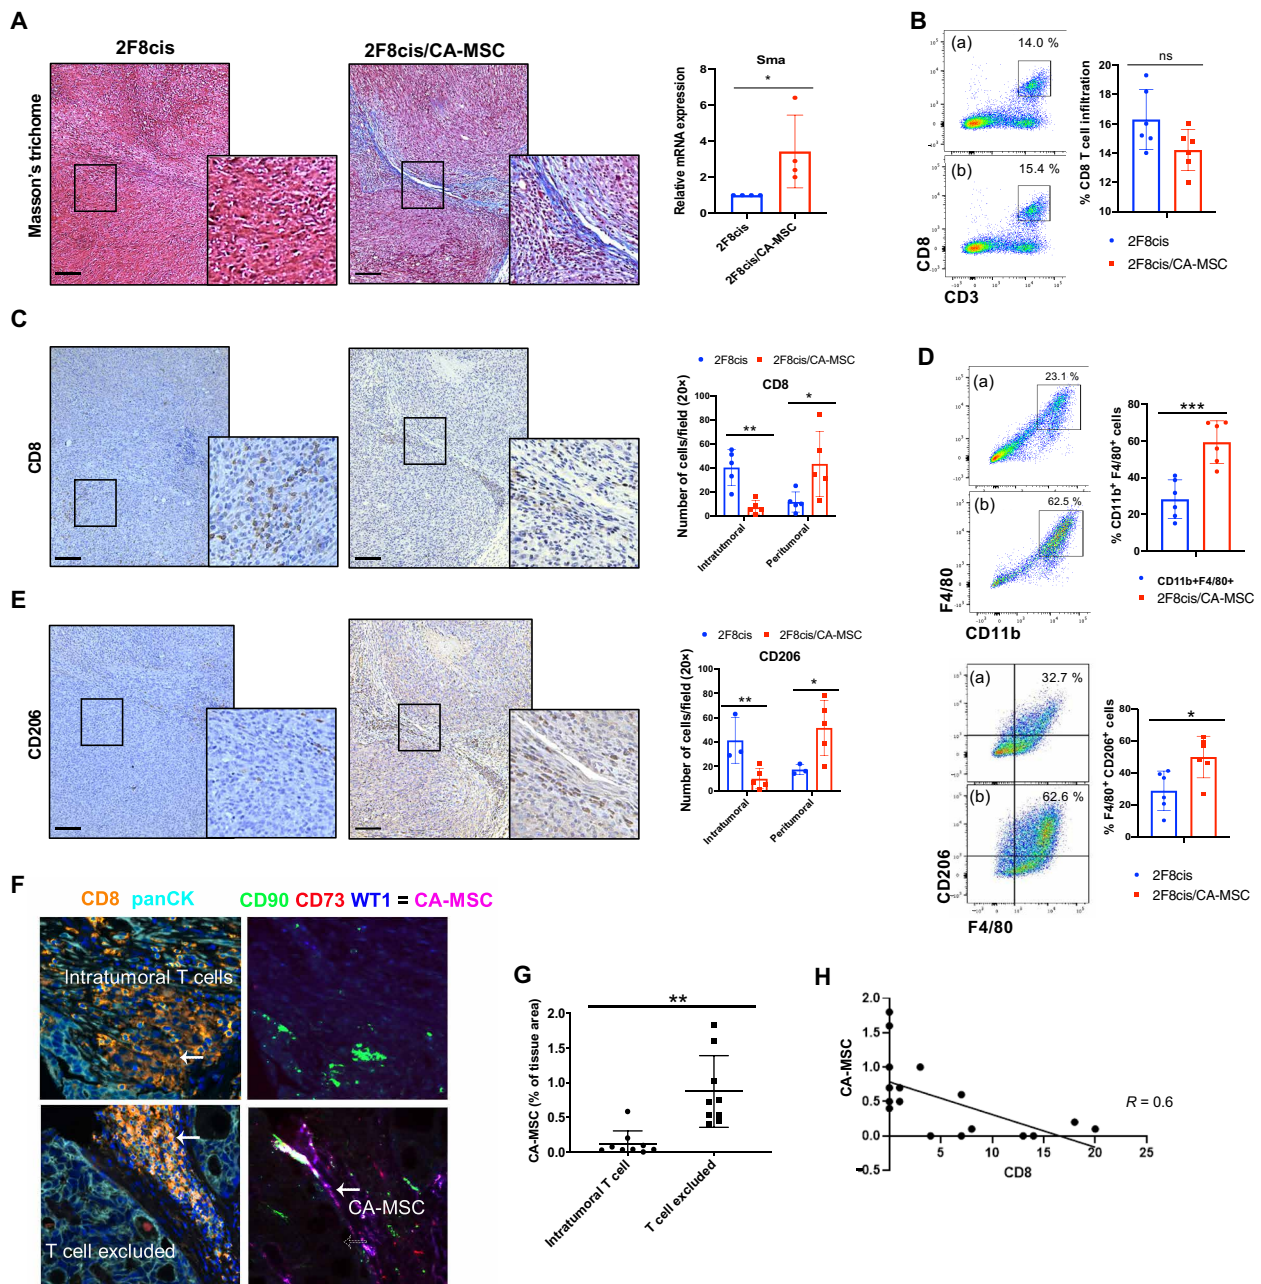 A
2F8cis
2F8cis/CA-MSC
Masson's trichome
Sma
*
Relative mRNA expression
8
6
4
2
0
2F8cis
2F8cis/CA-MSC
B
(a)
14.0 %
(b)
15.4 %
CD8
CD3
ns
% CD8 T cell infiltration
20
18
16
14
12
10
2F8cis
2F8cis/CA-MSC
C
CD8
2F8cis
2F8cis/CA-MSC
CD8
**
*
Number of cells/field (20×)
100
80
60
40
20
0
Intratutmoral
Peritumoral
D
(a)
23.1 %
(b)
62.5 %
F4/80
CD11b
***
% CD11b+ F4/80+ cells
80
60
40
20
0
CD11b+F4/80+
2F8cis/CA-MSC
(a)
32.7 %
(b)
62.6 %
CD206
F4/80
*
% F4/80+ CD206+ cells
80
60
40
20
0
2F8cis
2F8cis/CA-MSC
E
CD206
2F8cis
2F8cis/CA-MSC
CD206
**
*
Number of cells/field (20×)
100
80
60
40
20
0
Intratumoral
Peritumoral
F
CD8 panCK
CD90 CD73 WT1 = CA-MSC
Intratumoral T cells
T cell excluded
CA-MSC
G
**
CA-MSC (% of tissue area)
2.0
1.5
1.0
0.5
0.0
Intratumoral T cell
T cell excluded
H
CA-MSC
2.0
1.5
1.0
0.5
0.0
-0.5
5
10
15
20
25
CD8
R = 0.6